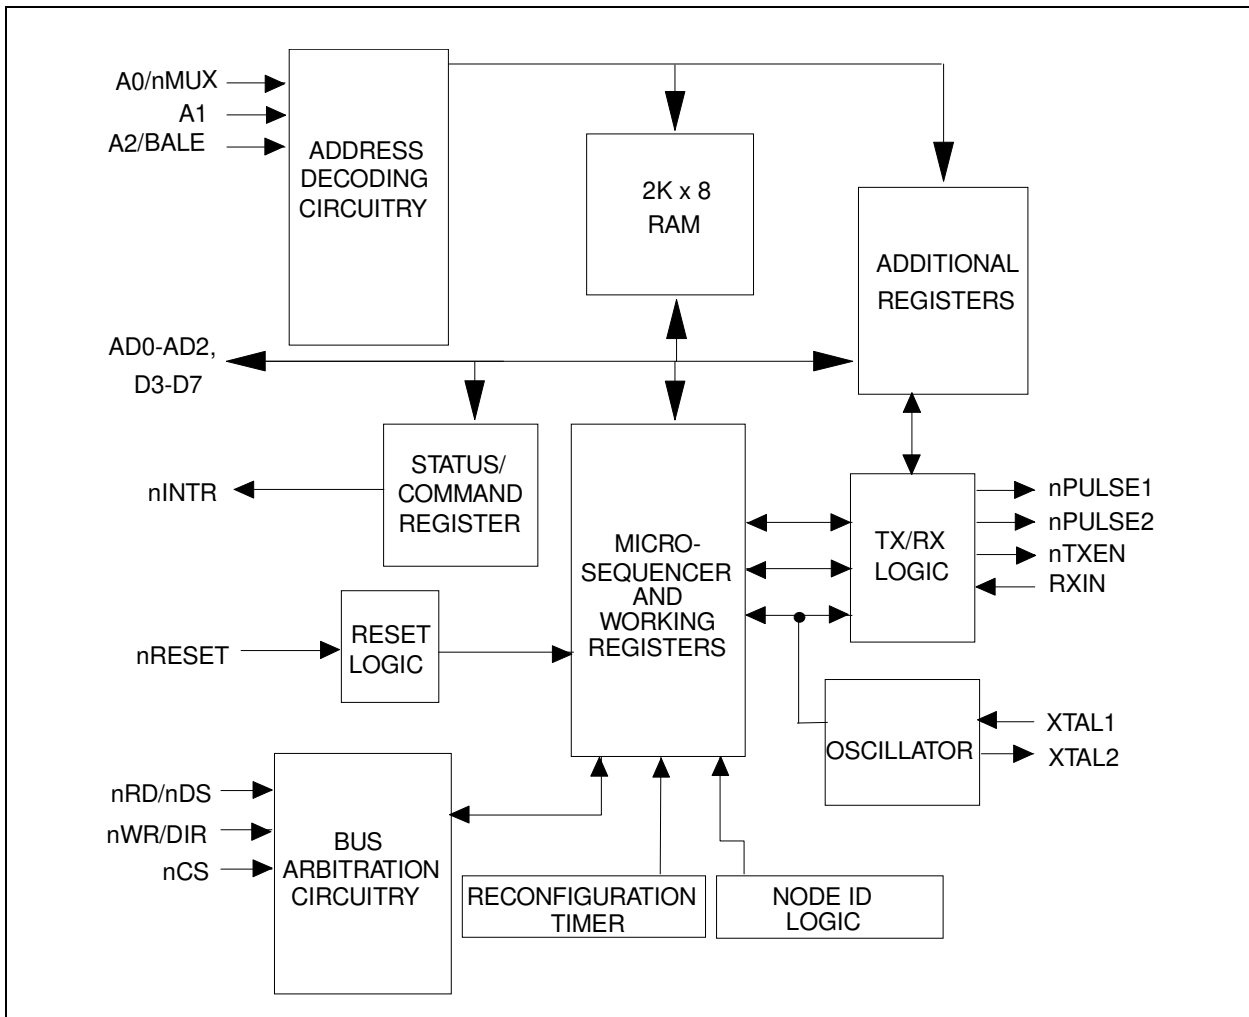 A0/nMUX
A1
A2/BALE
ADDRESS
DECODING
CIRCUITRY
2K x 8
RAM
ADDITIONAL
REGISTERS
AD0-AD2,
D3-D7
nINTR
STATUS/
COMMAND
REGISTER
MICRO-
SEQUENCER
AND
WORKING
REGISTERS
TX/RX
LOGIC
nPULSE1
nPULSE2
nTXEN
RXIN
nRESET
RESET
LOGIC
OSCILLATOR
XTAL1
XTAL2
nRD/nDS
nWR/DIR
nCS
BUS
ARBITRATION
CIRCUITRY
RECONFIGURATION
TIMER
NODE ID
LOGIC